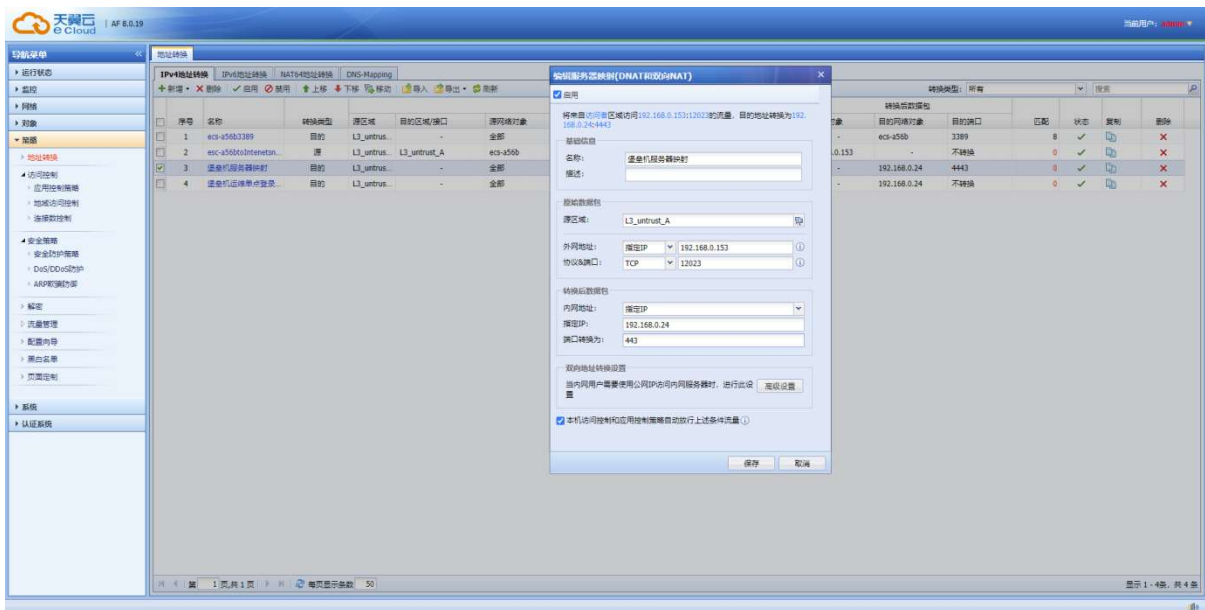 天翼云
e Cloud
AF 8.0.19
当前用户: admin
导航菜单
运行状态
监控
网络
对象
策略
地址转换
访问控制
应用控制策略
地域访问控制
连接数控制
安全策略
安全防护策略
DoS/DDoS防护
ARP欺骗防御
解密
流量管理
配置向导
黑白名单
页面定制
系统
认证系统
地址转换
IPv4地址转换 IPv6地址转换 NAT64地址转换 DNS-Mapping
新增 删除 启用 禁用 上移 下移 移动 导入 导出 刷新
转换类型: 所有 搜索
转换后数据包
序号 名称 转换类型 源区域 目的区域/接口 源网络对象 对象 目的网络对象 目的端口 匹配 状态 复制 删除
1 ecs-a56b3389 目的 L3_untrus... - 全部 - ecs-a56b 3389 8
2 esc-a56btoIntenetsn... 源 L3_untrus... L3_untrust_A ecs-a56b .0.153 - 不转换 0
3 堡垒机服务器映射 目的 L3_untrus... - 全部 - 192.168.0.24 4443 0
4 堡垒机运维单点登录... 目的 L3_untrus... - 全部 - 192.168.0.24 不转换 0
编辑服务器映射(DNAT和双向NAT)
启用
将来自访问者区域访问192.168.0.153:12023的流量，目的地址转换为192.
168.0.24:4443
基础信息
名称: 堡垒机服务器映射
描述:
原始数据包
源区域: L3_untrust_A
外网地址: 指定IP 192.168.0.153
协议&端口: TCP 12023
转换后数据包
内网地址: 指定IP
指定IP: 192.168.0.24
端口转换为: 443
双向地址转换设置
当内网用户需要使用公网IP访问内网服务器时，进行此设
置
高级设置
本机访问控制和应用控制策略自动放行上述条件流量
保存 取消
第 1 页,共 1 页 每页显示条数 50
显示 1 - 4条, 共 4 条